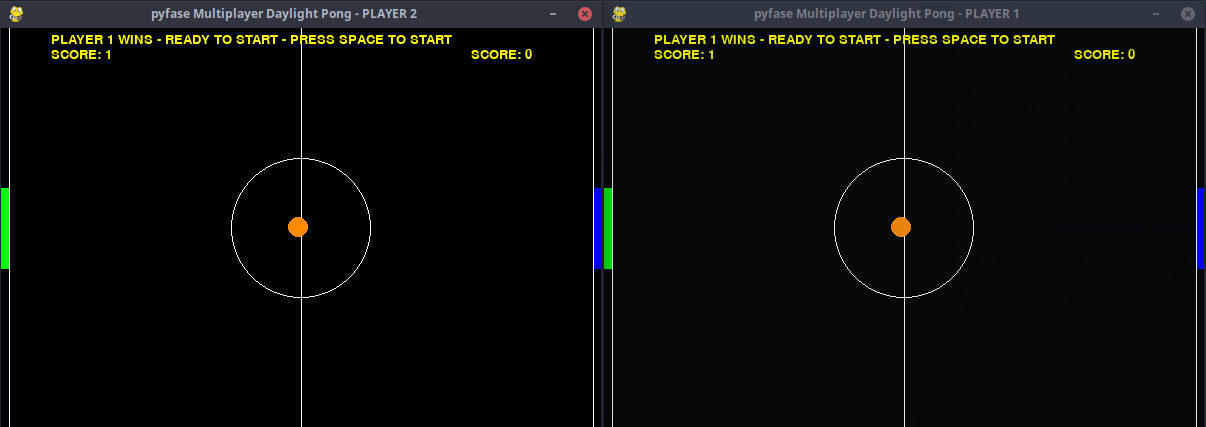 pyfase Multiplayer Daylight Pong - PLAYER 2
PLAYER 1 WINS - READY TO START - PRESS SPACE TO START
SCORE: 1 SCORE: 0
pyfase Multiplayer Daylight Pong - PLAYER 1
PLAYER 1 WINS - READY TO START - PRESS SPACE TO START
SCORE: 1 SCORE: 0